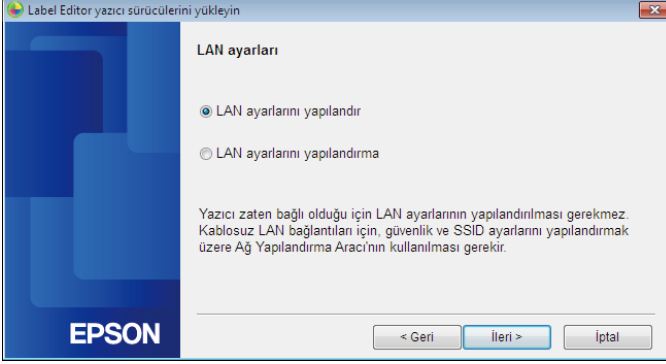 Label Editor yazıcı sürücülerini yükleyin
LAN ayarları
LAN ayarlarını yapılandır
LAN ayarlarını yapılandırma
Yazıcı zaten bağlı olduğu için LAN ayarlarının yapılandırılması gerekmez.
Kablosuz LAN bağlantıları için, güvenlik ve SSID ayarlarını yapılandırmak
üzere Ağ Yapılandırma Aracı'nın kullanılması gerekir.
EPSON
< Geri
İleri >
İptal